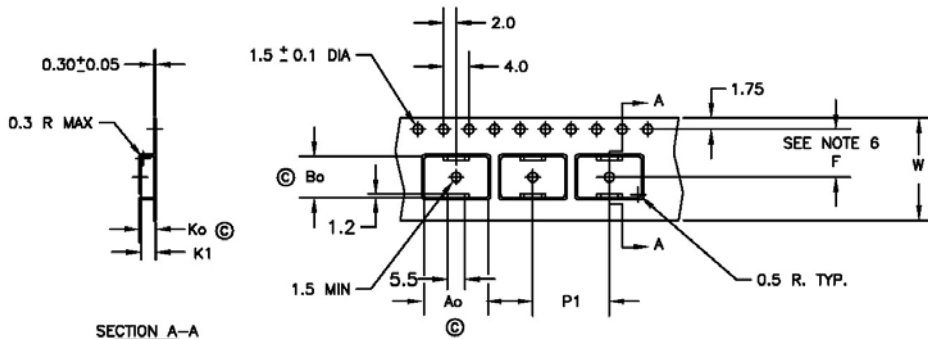 2.0
1.5 ± 0.1 DIA
4.0
0.30±0.05
A
1.75
0.3 R MAX
SEE NOTE 6
F
W
Ⓒ Bo
1.2
Ko Ⓒ
K1
A
5.5
1.5 MIN
Ao
P1
0.5 R. TYP.
Ⓒ
SECTION A-A